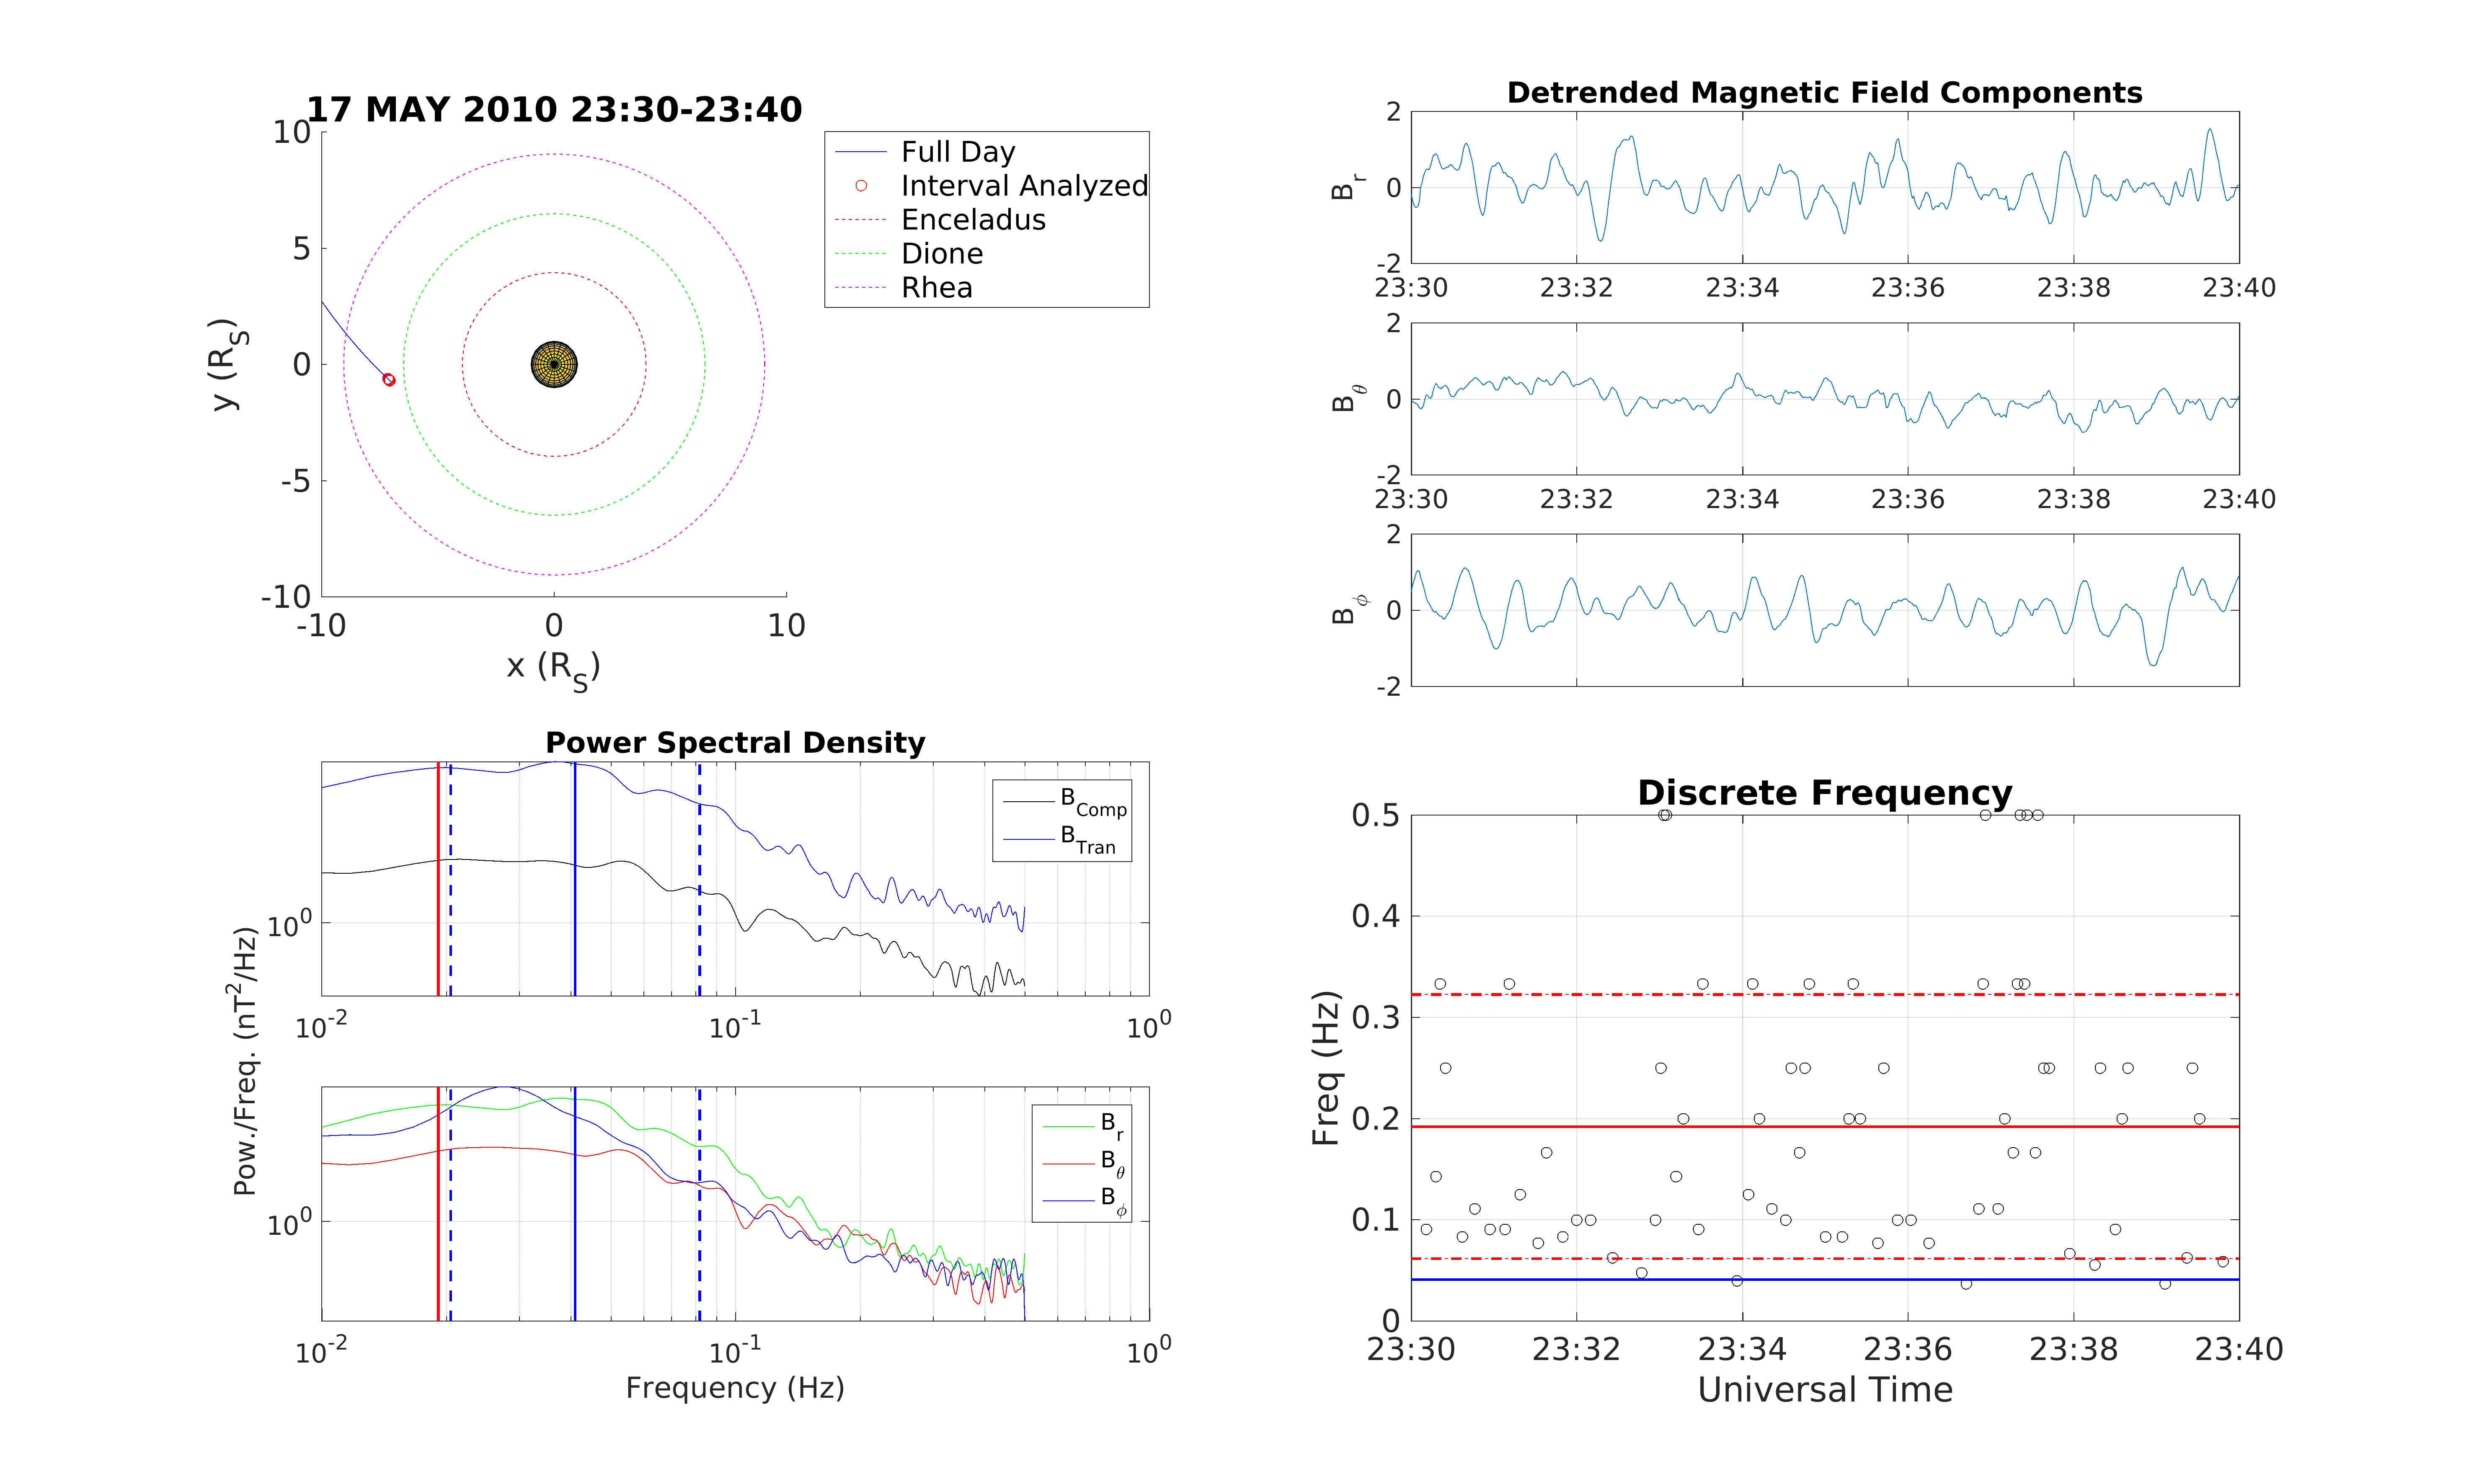 17 MAY 2010 23:30-23:40
10
5
0
-5
-10
-10 0 10
x (R_S)
y (R_S)
Full Day
Interval Analyzed
Enceladus
Dione
Rhea
Detrended Magnetic Field Components
2
0
-2
B_r
23:30 23:32 23:34 23:36 23:38 23:40
2
0
-2
B_θ
23:30 23:32 23:34 23:36 23:38 23:40
2
0
-2
B_ϕ
Power Spectral Density
B_Comp
B_Tran
10^0
10^-2 10^-1 10^0
Pow./Freq. (nT^2/Hz)
B_r
B_θ
B_ϕ
10^0
10^-2 10^-1 10^0
Frequency (Hz)
Discrete Frequency
0.5
0.4
0.3
0.2
0.1
0
Freq (Hz)
23:30 23:32 23:34 23:36 23:38 23:40
Universal Time